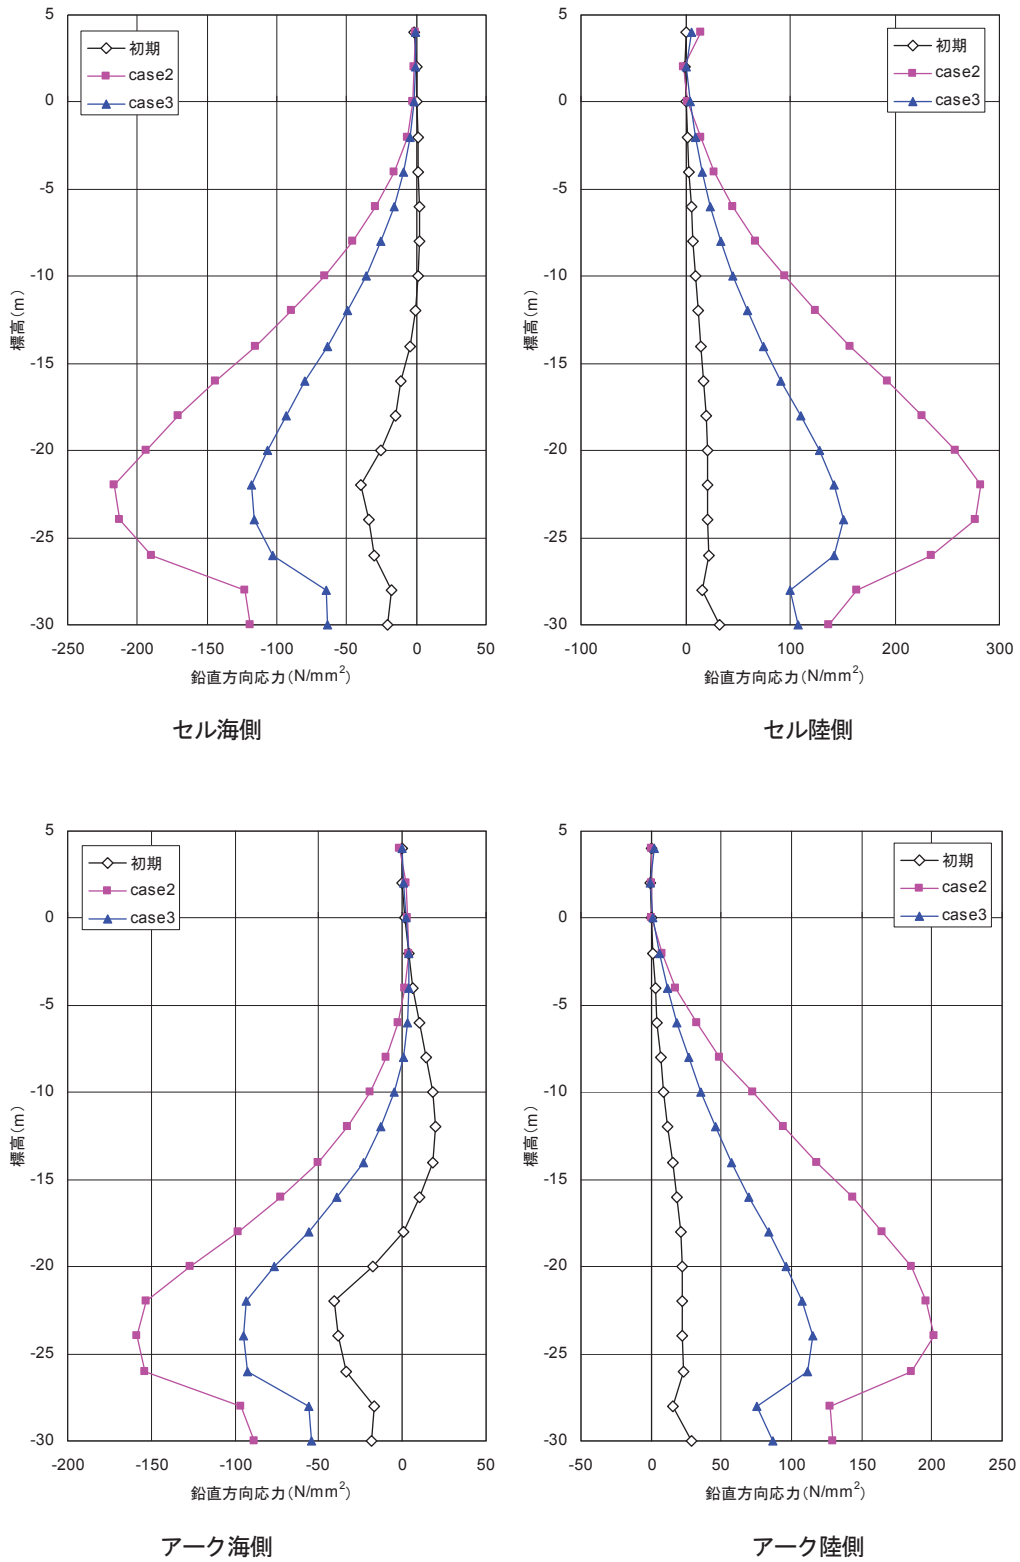 5
0
-5
-10
-15
-20
-25
-30
標高(m)
初期
case2
case3
-250 -200 -150 -100 -50 0 50
鉛直方向応力(N/mm²)
セル海側
5
0
-5
-10
-15
-20
-25
-30
標高(m)
初期
case2
case3
-100 0 100 200 300
鉛直方向応力(N/mm²)
セル陸側
5
0
-5
-10
-15
-20
-25
-30
標高(m)
初期
case2
case3
-200 -150 -100 -50 0 50
鉛直方向応力(N/mm²)
アーク海側
5
0
-5
-10
-15
-20
-25
-30
標高(m)
初期
case2
case3
-50 0 50 100 150 200 250
鉛直方向応力(N/mm²)
アーク陸側